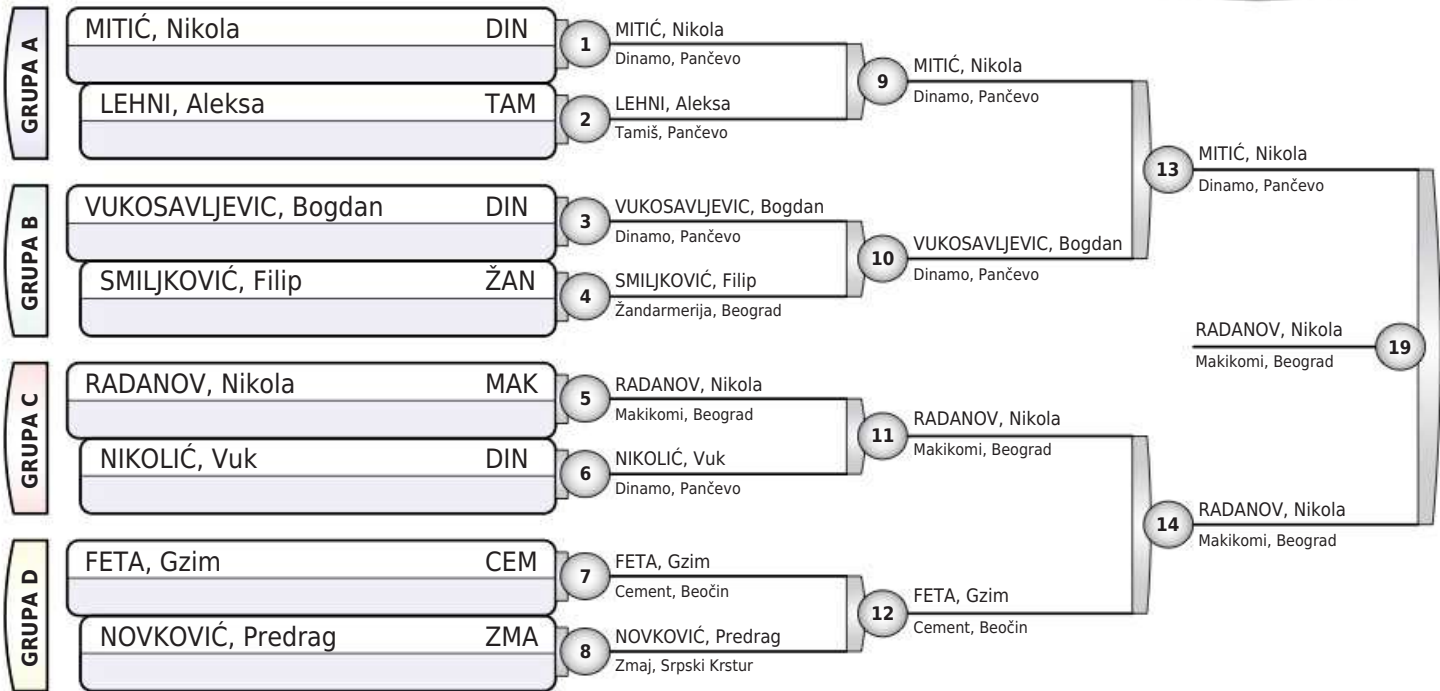 GRUPA A
MITIĆ, Nikola DIN
LEHNI, Aleksa TAM
GRUPA B
VUKOSAVLJEVIC, Bogdan DIN
SMILJKOVIĆ, Filip ŽAN
GRUPA C
RADANOV, Nikola MAK
NIKOLIĆ, Vuk DIN
GRUPA D
FETA, Gzim CEM
NOVKOVIĆ, Predrag ZMA
1 MITIĆ, Nikola
Dinamo, Pančevo
2 LEHNI, Aleksa
Tamiš, Pančevo
3 VUKOSAVLJEVIC, Bogdan
Dinamo, Pančevo
4 SMILJKOVIĆ, Filip
Žandarmerija, Beograd
5 RADANOV, Nikola
Makikomi, Beograd
6 NIKOLIĆ, Vuk
Dinamo, Pančevo
7 FETA, Gzim
Cement, Beočin
8 NOVKOVIĆ, Predrag
Zmaj, Srpski Krstur
9 MITIĆ, Nikola
Dinamo, Pančevo
10 VUKOSAVLJEVIC, Bogdan
Dinamo, Pančevo
11 RADANOV, Nikola
Makikomi, Beograd
12 FETA, Gzim
Cement, Beočin
13 MITIĆ, Nikola
Dinamo, Pančevo
14 RADANOV, Nikola
Makikomi, Beograd
RADANOV, Nikola 19
Makikomi, Beograd